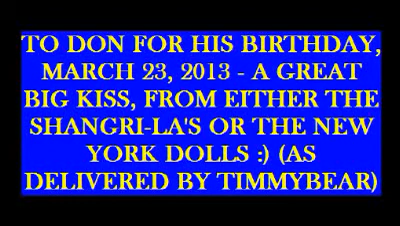 TO DON FOR HIS BIRTHDAY,
MARCH 23, 2013 - A GREAT
BIG KISS, FROM EITHER THE
SHANGRI-LA'S OR THE NEW
YORK DOLLS :) (AS
DELIVERED BY TIMMYBEAR)